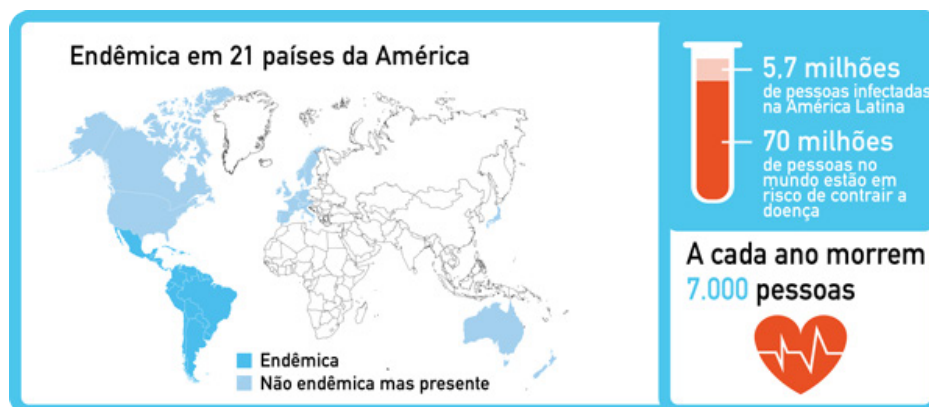 Endêmica em 21 países da América
Endêmica
Não endêmica mas presente
5,7 milhões
de pessoas infectadas
na América Latina
70 milhões
de pessoas no
mundo estão em
risco de contrair a
doença
A cada ano morrem
7.000 pessoas